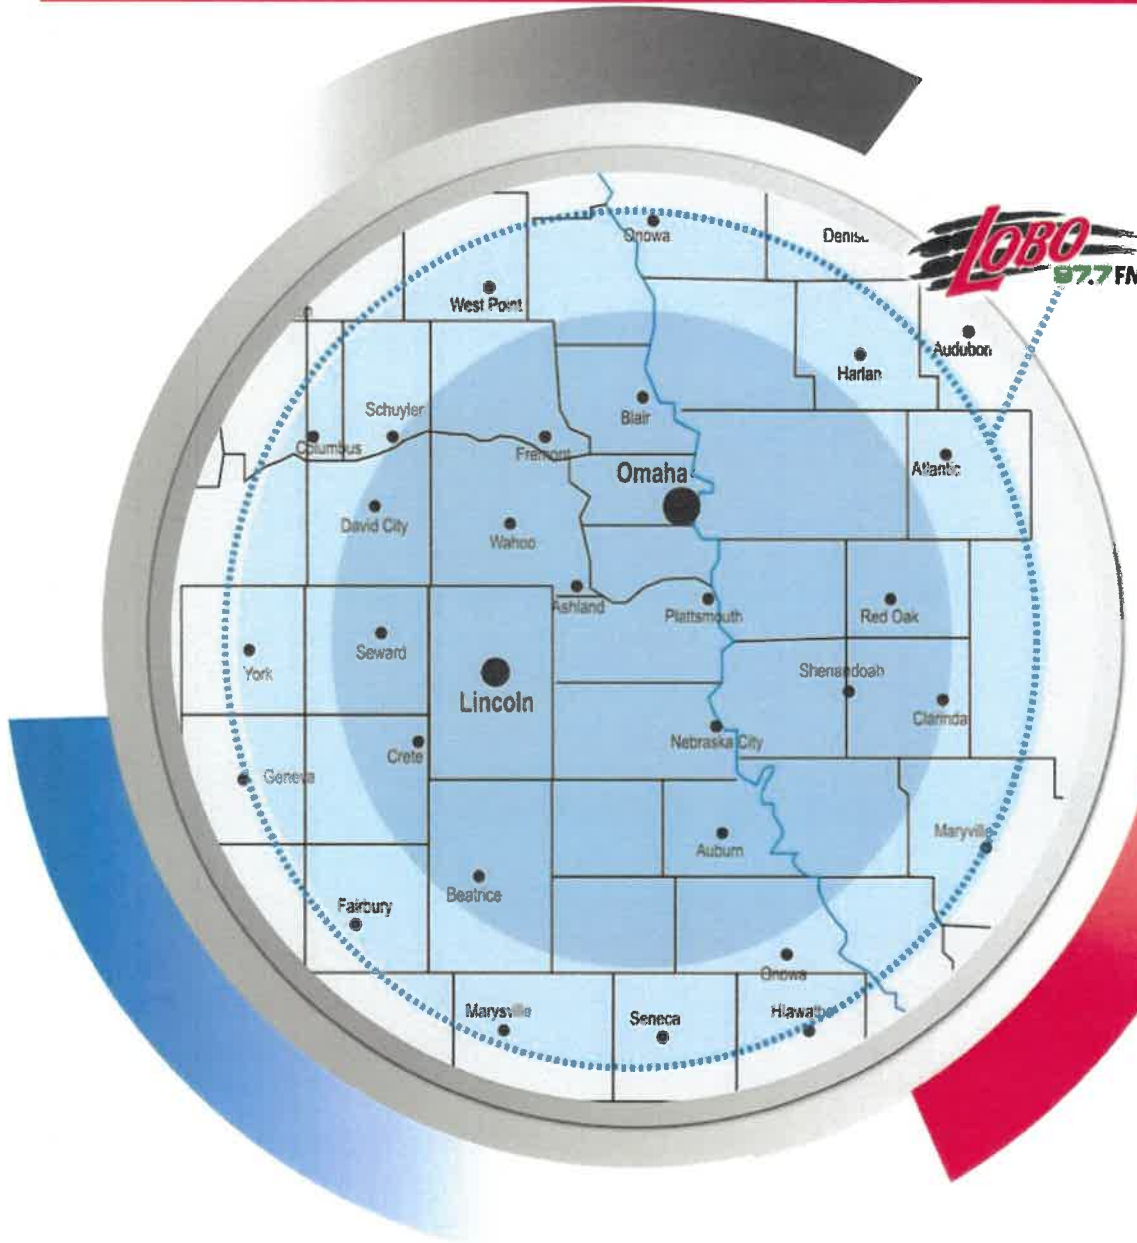 Onowa
Denis
LOBO
97.7 FM
West Point
Audubon
Harlan
Blair
Schuyler
Columbus
Fremont
Omaha
Atlantic
David City
Wahoo
Ashland
Plattsmouth
Red Oak
Seward
York
Shenandoah
Lincoln
Clarinda
Nebraska City
Crete
Geneva
Maryville
Auburn
Beatrice
Fairbury
Onowa
Marysville
Seneca
Hiawatha